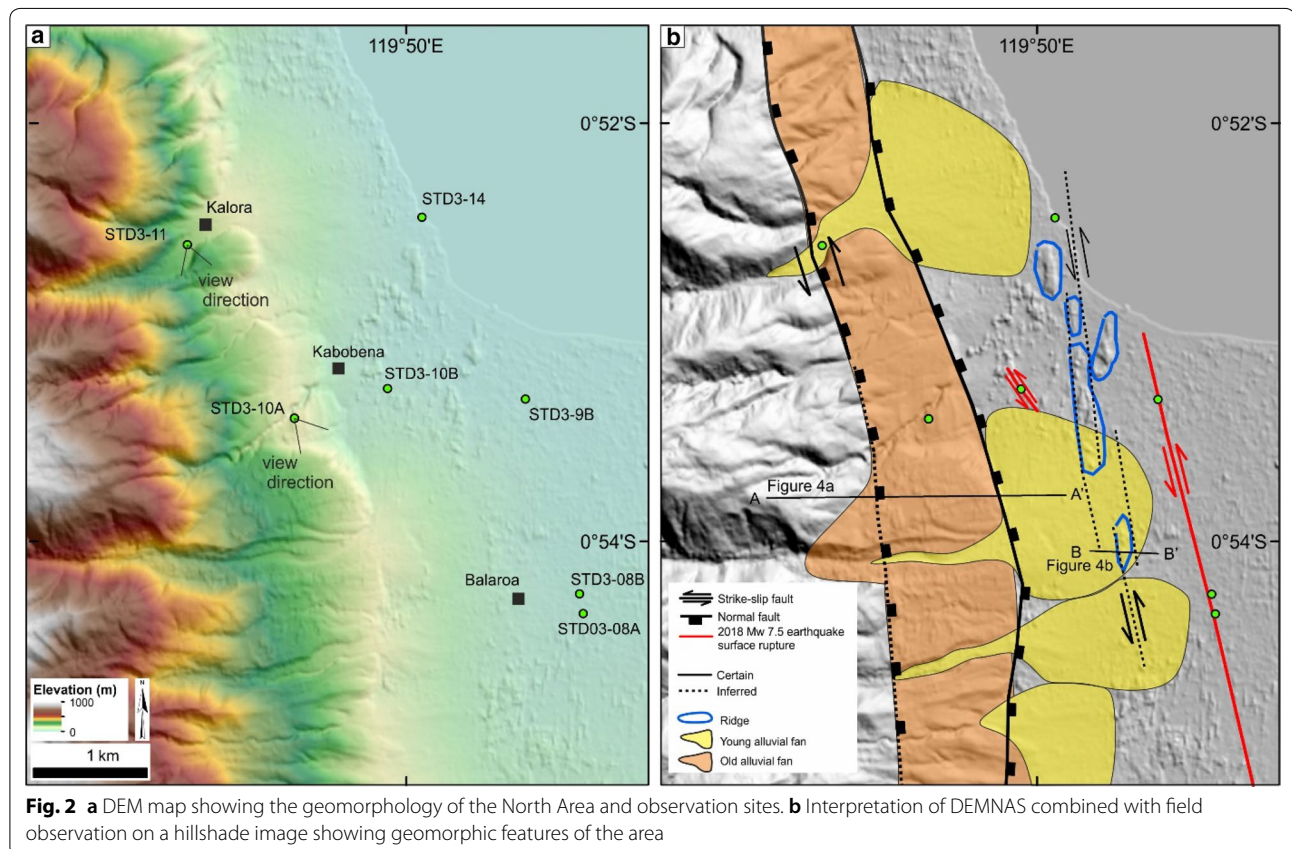 a
119°50'E
0°52'S
STD3-14
Kalora
STD3-11
view
direction
Kabobena
STD3-10B
STD3-10A
STD3-9B
view
direction
0°54'S
Balaroa
STD3-08B
STD03-08A
Elevation (m)
1000
0
N
1 km
b
119°50'E
0°52'S
Figure 4a
A
A'
0°54'S
B
B'
Figure 4b
Strike-slip fault
Normal fault
2018 Mw 7.5 earthquake
surface rupture
Certain
Inferred
Ridge
Young alluvial fan
Old alluvial fan
Fig. 2 a DEM map showing the geomorphology of the North Area and observation sites. b Interpretation of DEMNAS combined with field
observation on a hillshade image showing geomorphic features of the area